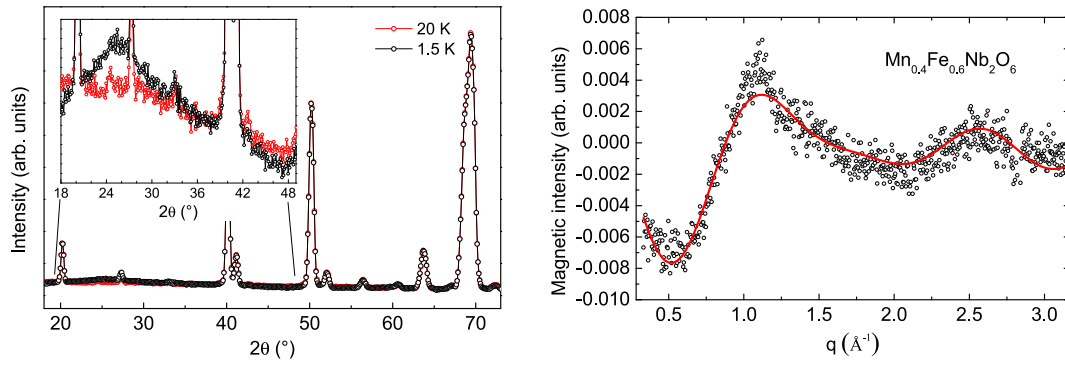 20 K
1.5 K
18 24 30 36 42 48
2θ (°)
Intensity (arb. units)
20 30 40 50 60 70
2θ (°)
Mn0.4Fe0.6Nb2O6
0.008
0.006
0.004
0.002
0.000
-0.002
-0.004
-0.006
-0.008
-0.010
Magnetic intensity (arb. units)
0.5 1.0 1.5 2.0 2.5 3.0
q (Å-1)